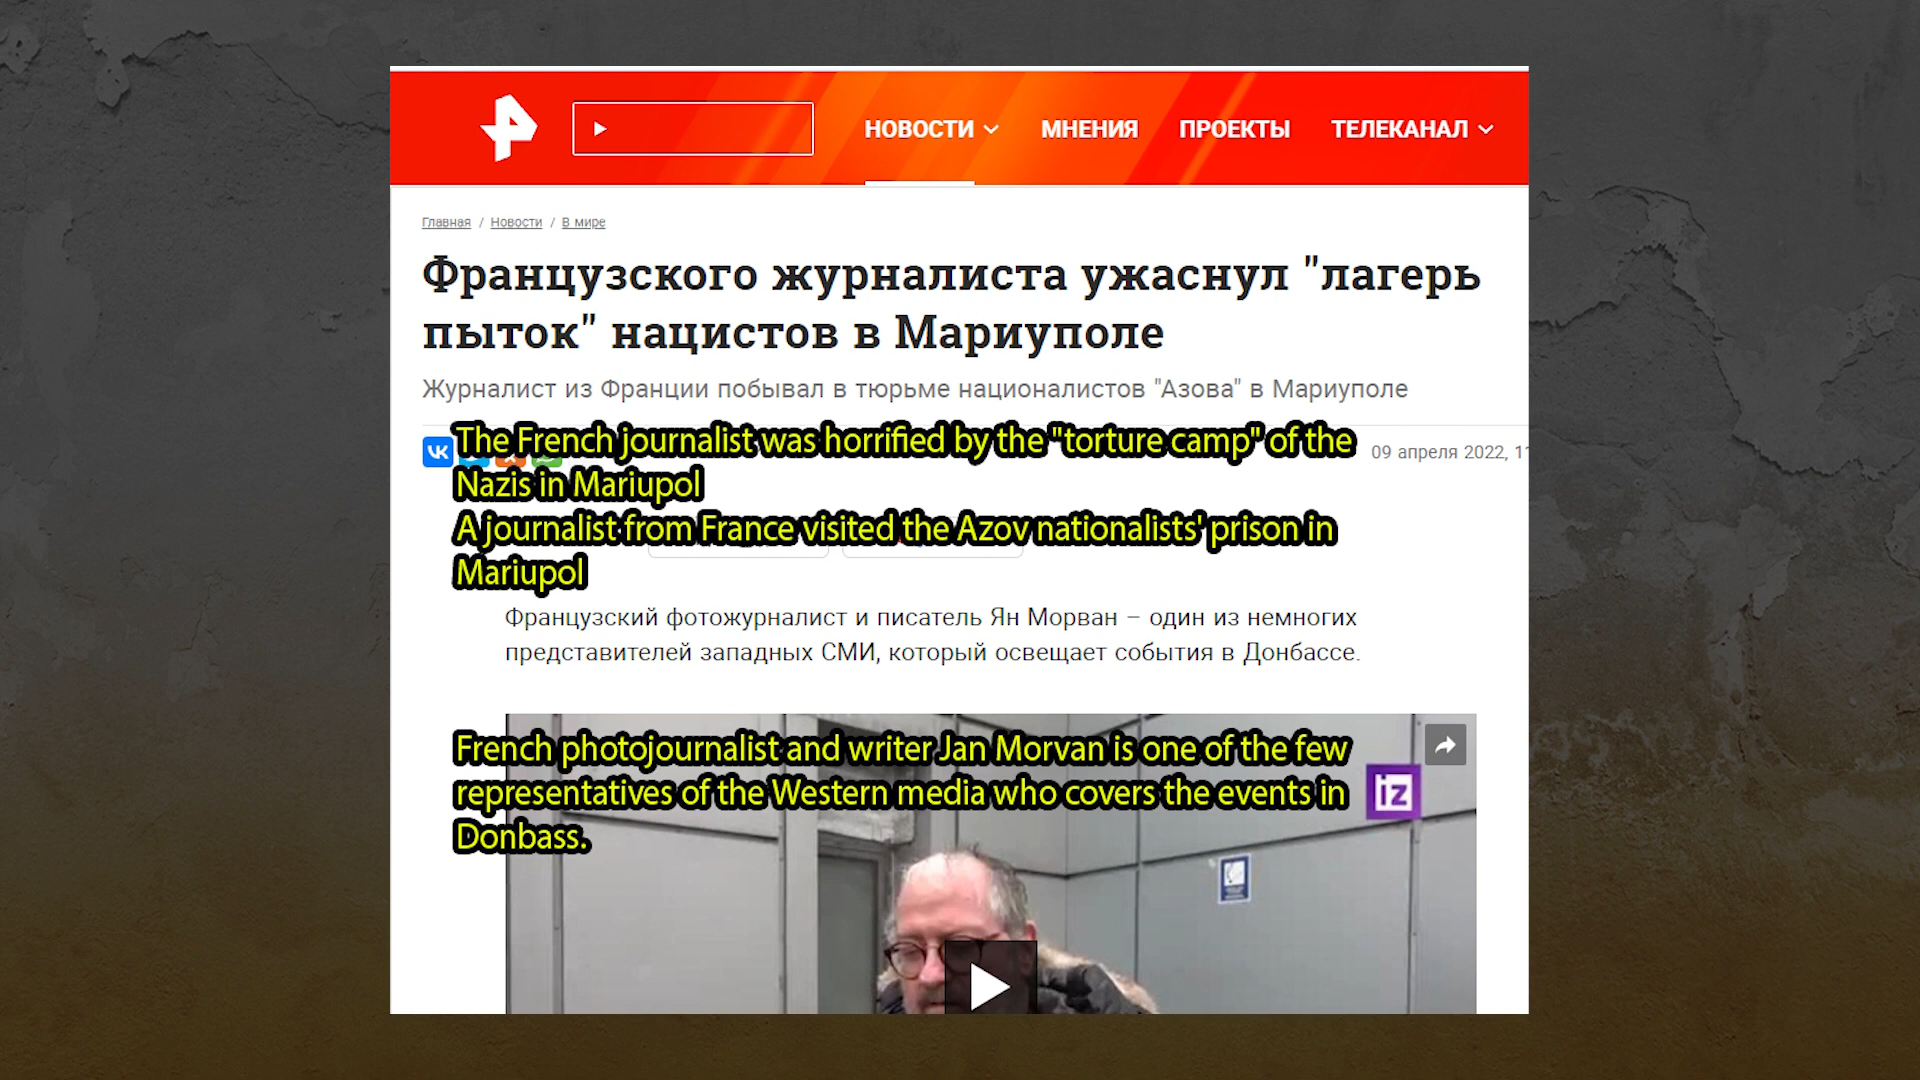 НОВОСТИ
МНЕНИЯ
ПРОЕКТЫ
ТЕЛЕКАНАЛ
Главная / Новости / В мире
Французского журналиста ужаснул "лагерь
пыток" нацистов в Мариуполе
Журналист из Франции побывал в тюрьме националистов "Азова" в Мариуполе
The French journalist was horrified by the "torture camp" of the
Nazis in Mariupol
09 апреля 2022, 11
A journalist from France visited the Azov nationalists' prison in
Mariupol
Французский фотожурналист и писатель Ян Морван – один из немногих
представителей западных СМИ, который освещает события в Донбассе.
French photojournalist and writer Jan Morvan is one of the few
representatives of the Western media who covers the events in
Donbass.
iz